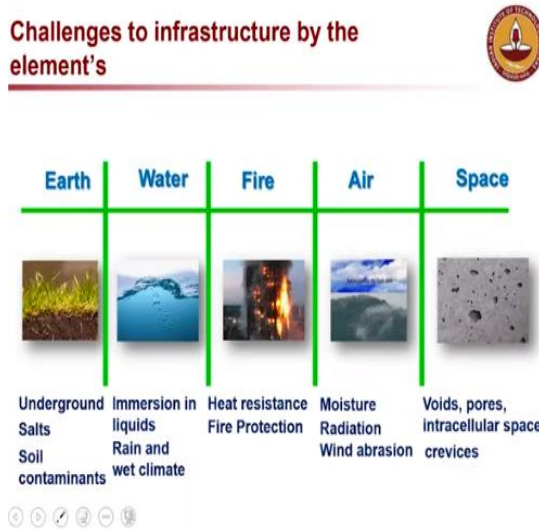 Challenges to infrastructure by the
element's
Earth
Water
Fire
Air
Space
Underground
Salts
Soil
contaminants
Immersion in
liquids
Rain and
wet climate
Heat resistance
Fire Protection
Moisture
Radiation
Wind abrasion
Voids, pores,
intracellular space
crevices